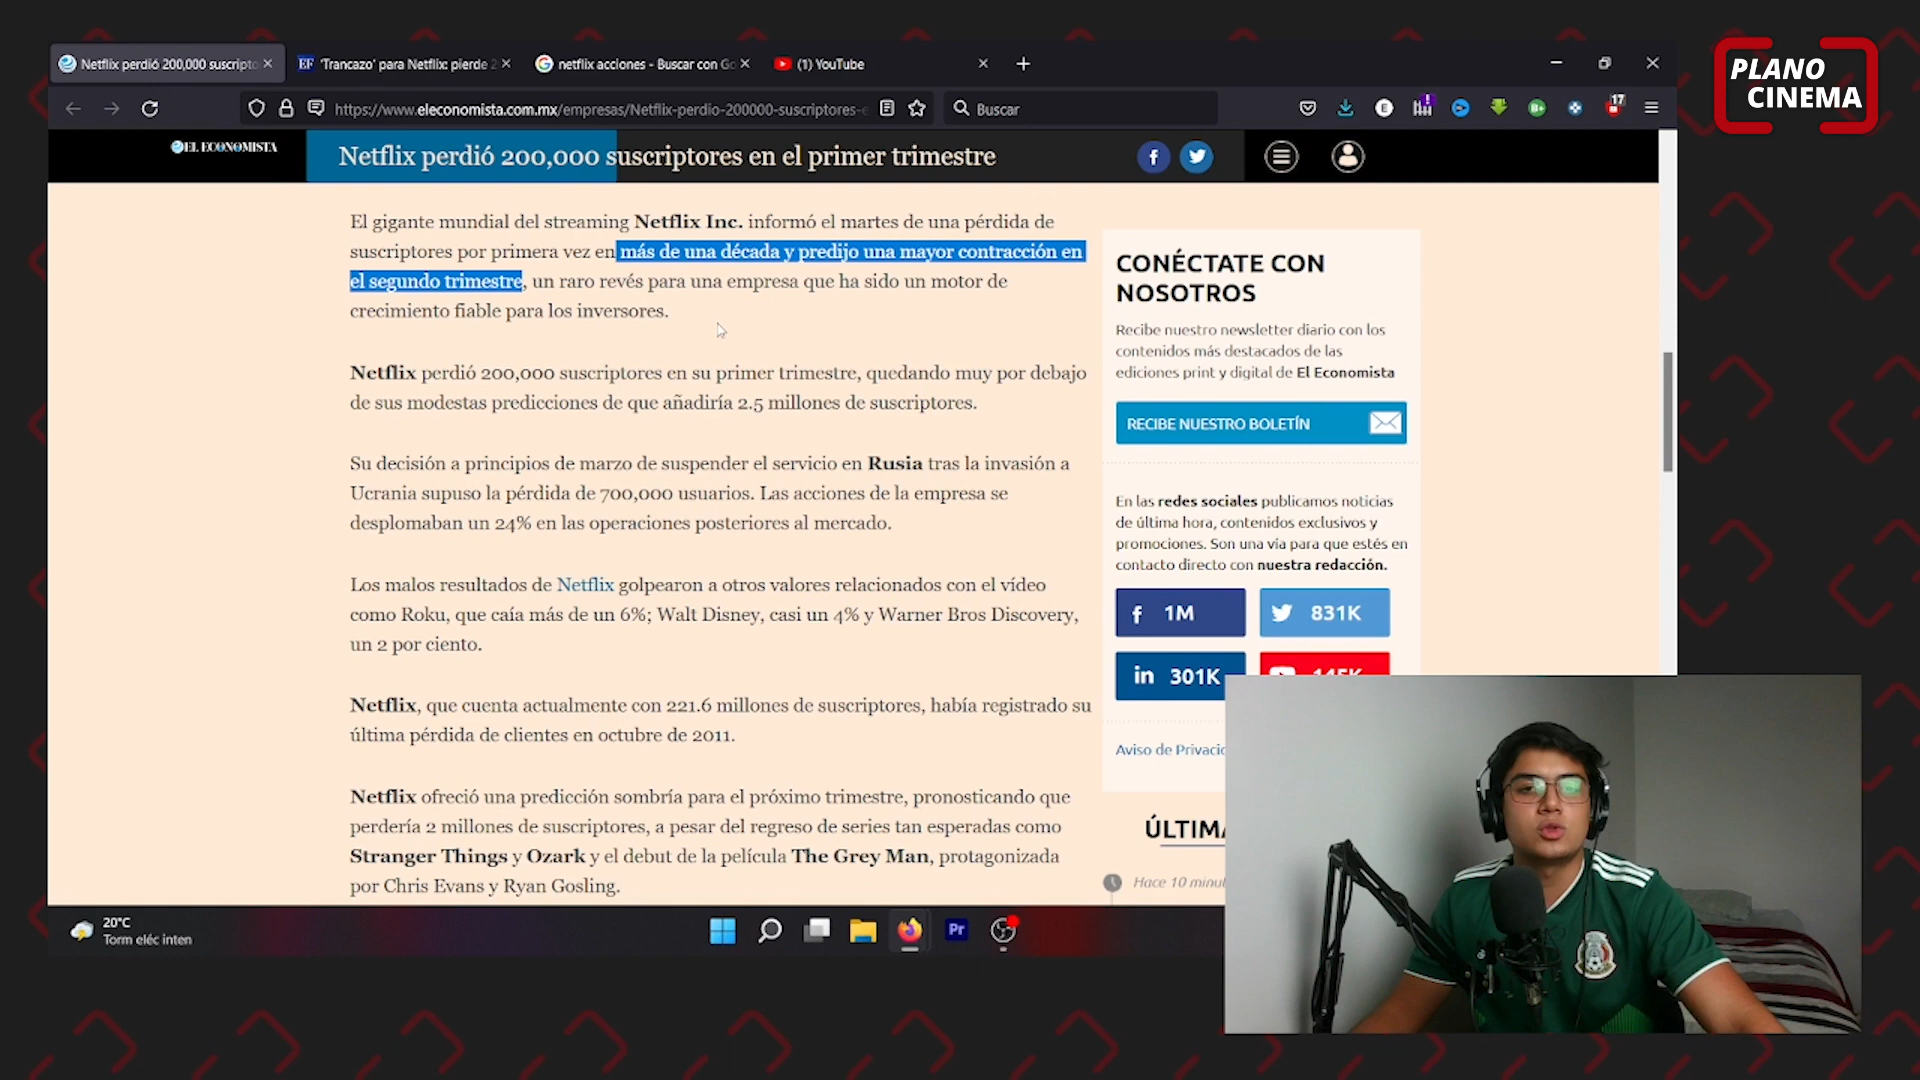 Netflix perdió 200,000 suscripto
EF 'Trancazo' para Netflix: pierde 2
netflix acciones - Buscar con Go
(1) YouTube
PLANO
CINEMA
https://www.eleconomista.com.mx/empresas/Netflix-perdio-200000-suscriptores-e
Buscar
17
EL ECONOMISTA
Netflix perdió 200,000 suscriptores en el primer trimestre
El gigante mundial del streaming Netflix Inc. informó el martes de una pérdida de
suscriptores por primera vez en más de una década y predijo una mayor contracción en
el segundo trimestre, un raro revés para una empresa que ha sido un motor de
crecimiento fiable para los inversores.
Netflix perdió 200,000 suscriptores en su primer trimestre, quedando muy por debajo
de sus modestas predicciones de que añadiría 2.5 millones de suscriptores.
Su decisión a principios de marzo de suspender el servicio en Rusia tras la invasión a
Ucrania supuso la pérdida de 700,000 usuarios. Las acciones de la empresa se
desplomaban un 24% en las operaciones posteriores al mercado.
Los malos resultados de Netflix golpearon a otros valores relacionados con el vídeo
como Roku, que caía más de un 6%; Walt Disney, casi un 4% y Warner Bros Discovery,
un 2 por ciento.
Netflix, que cuenta actualmente con 221.6 millones de suscriptores, había registrado su
última pérdida de clientes en octubre de 2011.
Netflix ofreció una predicción sombría para el próximo trimestre, pronosticando que
perdería 2 millones de suscriptores, a pesar del regreso de series tan esperadas como
Stranger Things y Ozark y el debut de la película The Grey Man, protagonizada
por Chris Evans y Ryan Gosling.
CONÉCTATE CON
NOSOTROS
Recibe nuestro newsletter diario con los
contenidos más destacados de las
ediciones print y digital de El Economista
RECIBE NUESTRO BOLETÍN
En las redes sociales publicamos noticias
de última hora, contenidos exclusivos y
promociones. Son una vía para que estés en
contacto directo con nuestra redacción.
1M
831K
301K
Aviso de Privaci
ÚLTIM
Hace 10 minu
20°C
Torm eléc inten
Pr